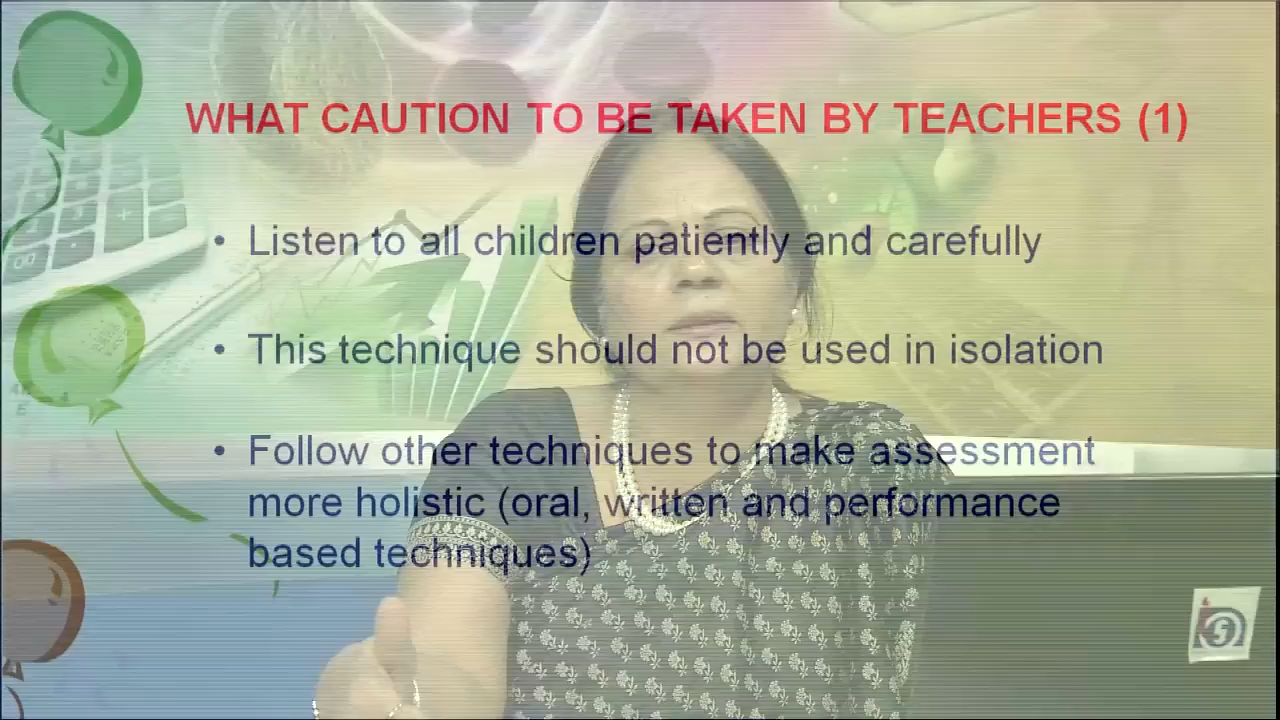 WHAT CAUTION TO BE TAKEN BY TEACHERS (1)
• Listen to all children patiently and carefully
• This technique should not be used in isolation
• Follow other techniques to make assessment
more holistic (oral, written and performance
based techniques)